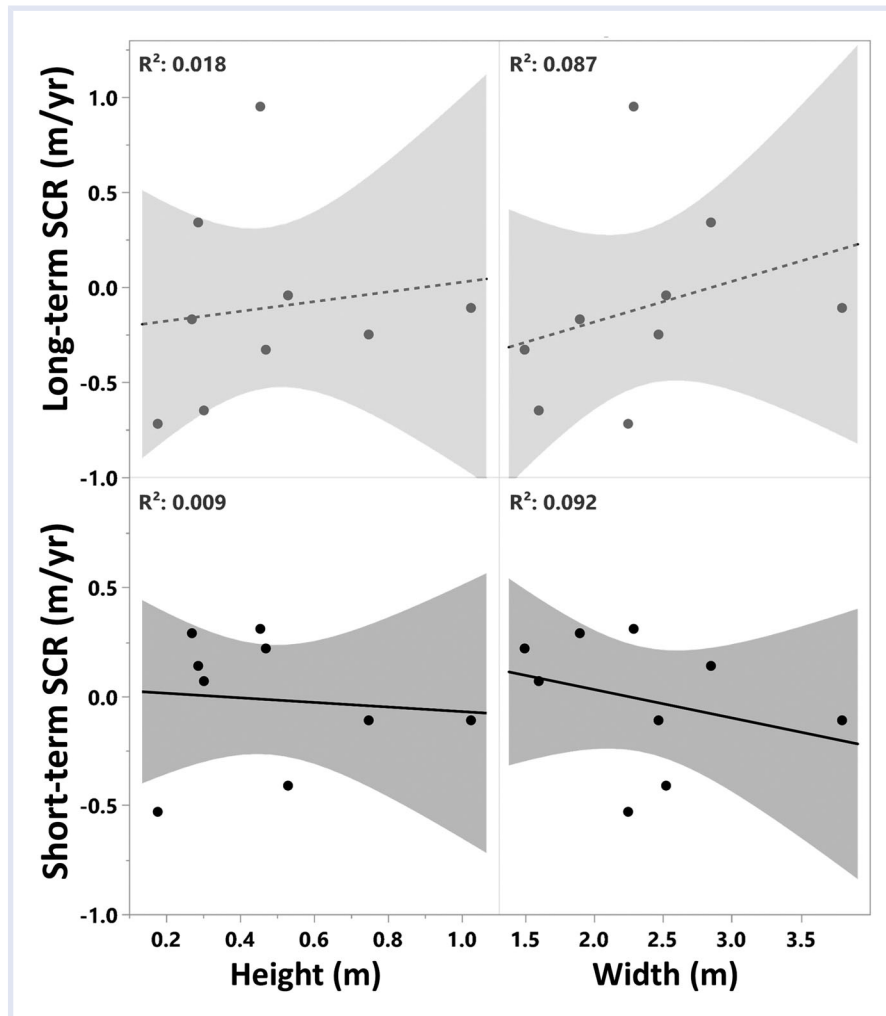 R²: 0.018
R²: 0.087
Long-term SCR (m/yr)
1.0
0.5
0.0
-0.5
-1.0
R²: 0.009
R²: 0.092
Short-term SCR (m/yr)
0.5
0.0
-0.5
-1.0
0.2 0.4 0.6 0.8 1.0
1.5 2.0 2.5 3.0 3.5
Height (m)
Width (m)